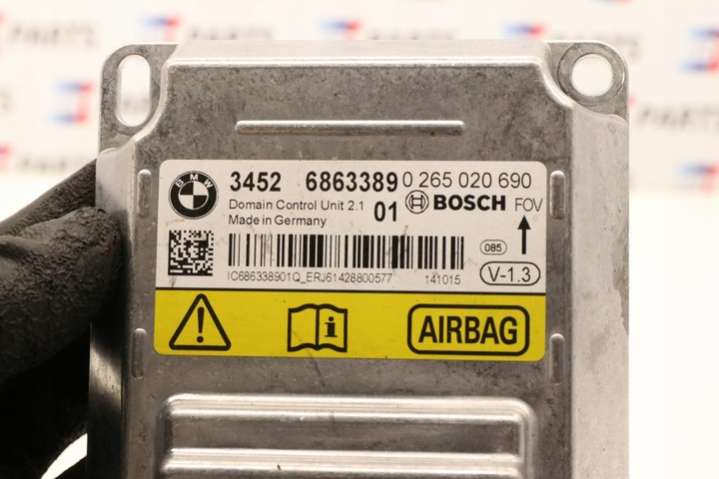 PARTS
BMW
3452 6863389 0 265 020 690
Domain Control Unit 2.1 01 BOSCH FOV
Made in Germany
085
V-1.3
IC686338901Q_ERJ61428800577 141015
AIRBAG